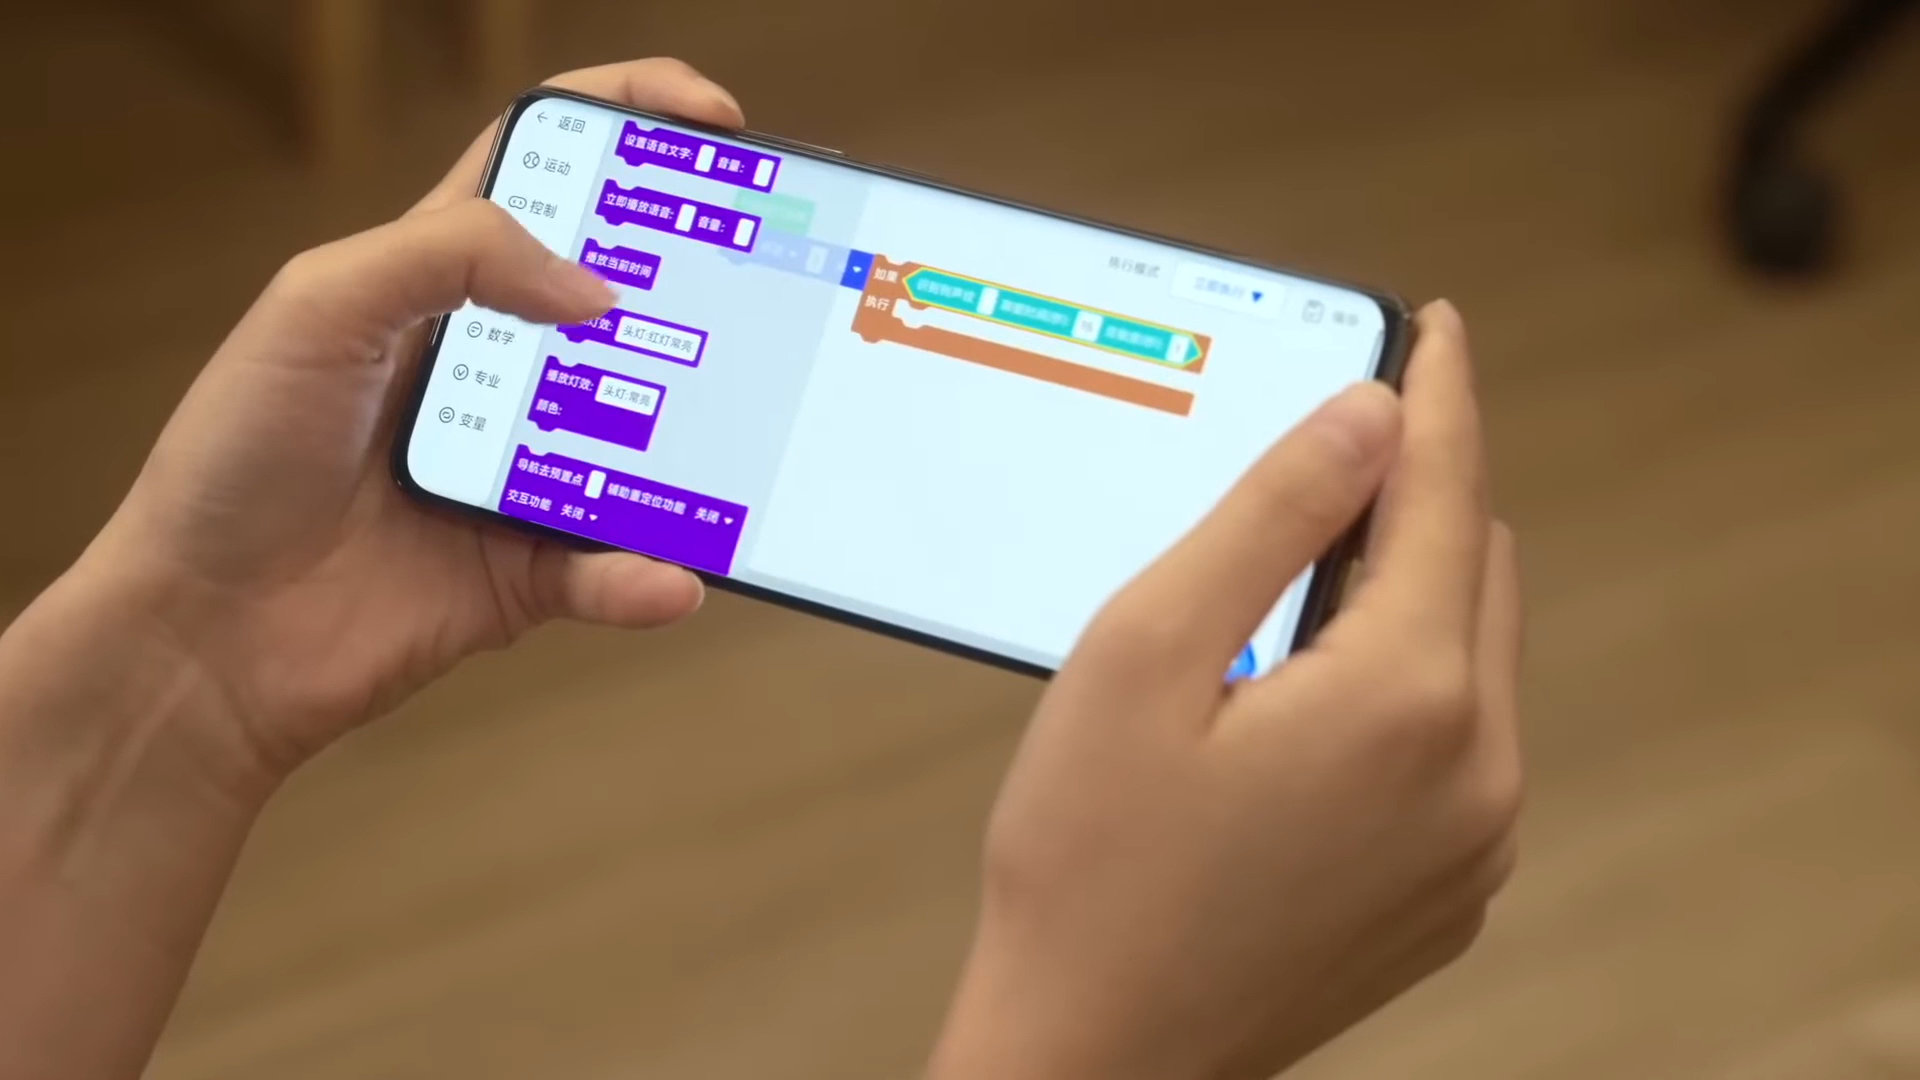 返回
运动
控制
数学
专业
变量
设置语音文字: 音量:
立即播放语音: 音量:
播放当前时间
灯效: 头灯:红灯常亮
播放灯效: 头灯:常亮
颜色:
导航去预置点 辅助重定位功能 关闭
交互功能 关闭
如果
执行
执行模式
立即执行